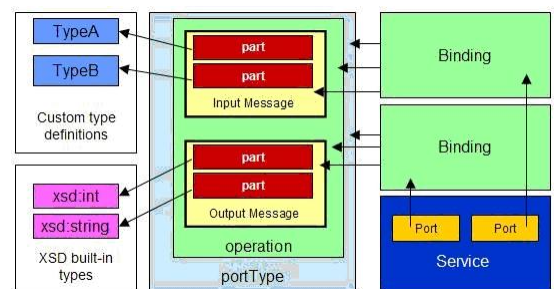 TypeA
TypeB
Custom type
definitions
xsd:int
xsd:string
XSD built-in
types
part
part
Input Message
part
part
Output Message
operation
portType
Binding
Binding
Port
Port
Service